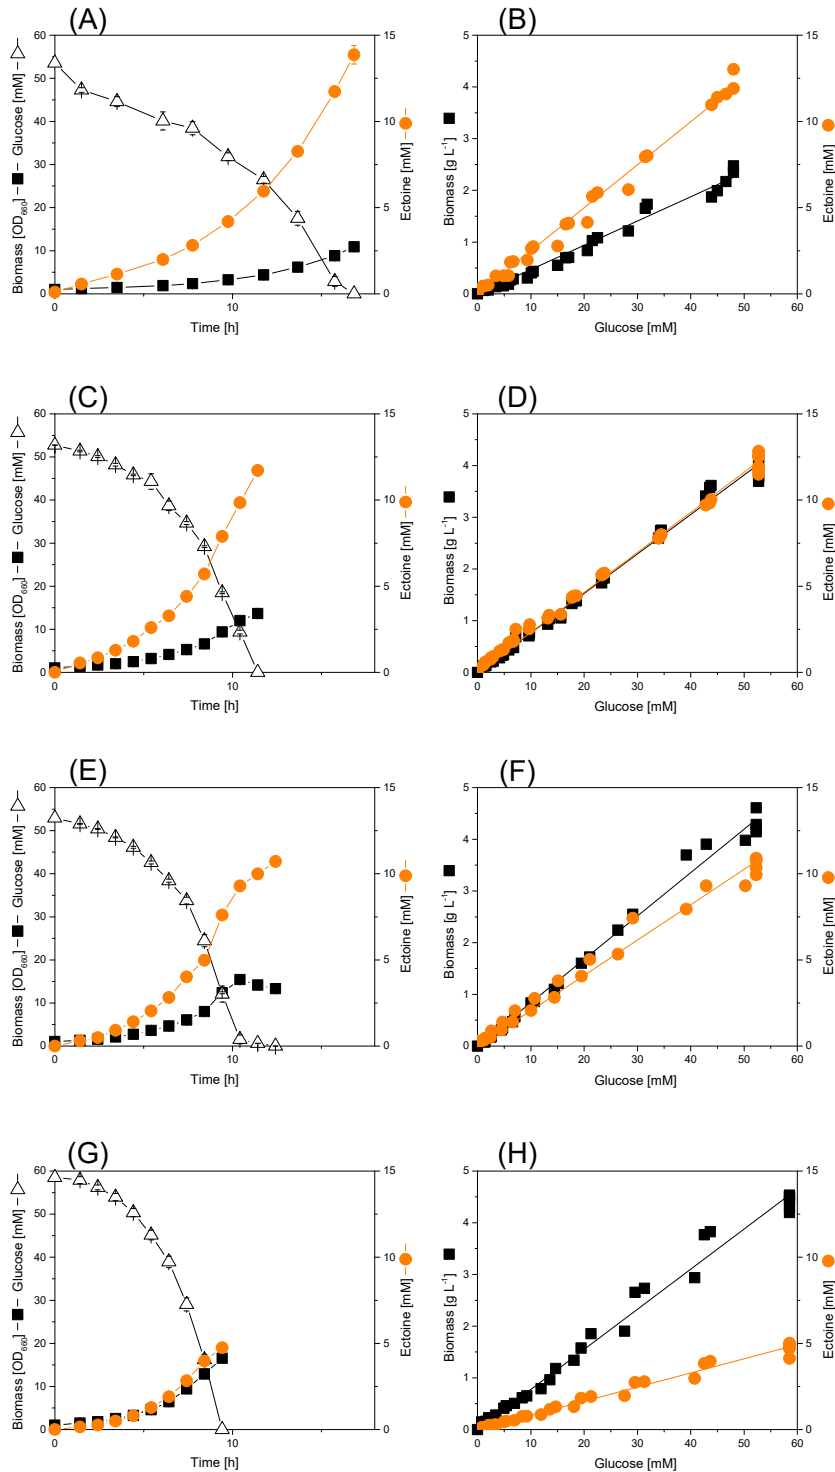 (A)
Biomass [OD660] Glucose [mM]
60
50
40
30
20
10
0
0
10
Time [h]
15
10
5
0
Ectoine [mM]
(B)
Biomass [g L-1]
5
4
3
2
1
0
0 10 20 30 40 50 60
Glucose [mM]
15
10
5
0
Ectoine [mM]
(C)
Biomass [OD660] Glucose [mM]
60
50
40
30
20
10
0
0
10
Time [h]
15
10
5
0
Ectoine [mM]
(D)
Biomass [g L-1]
5
4
3
2
1
0
0 10 20 30 40 50 60
Glucose [mM]
15
10
5
0
Ectoine [mM]
(E)
Biomass [OD660] Glucose [mM]
60
50
40
30
20
10
0
0
10
Time [h]
15
10
5
0
Ectoine [mM]
(F)
Biomass [g L-1]
5
4
3
2
1
0
0 10 20 30 40 50 60
Glucose [mM]
15
10
5
0
Ectoine [mM]
(G)
Biomass [OD660] Glucose [mM]
60
50
40
30
20
10
0
0
10
Time [h]
15
10
5
0
Ectoine [mM]
(H)
Biomass [g L-1]
5
4
3
2
1
0
0 10 20 30 40 50 60
Glucose [mM]
15
10
5
0
Ectoine [mM]